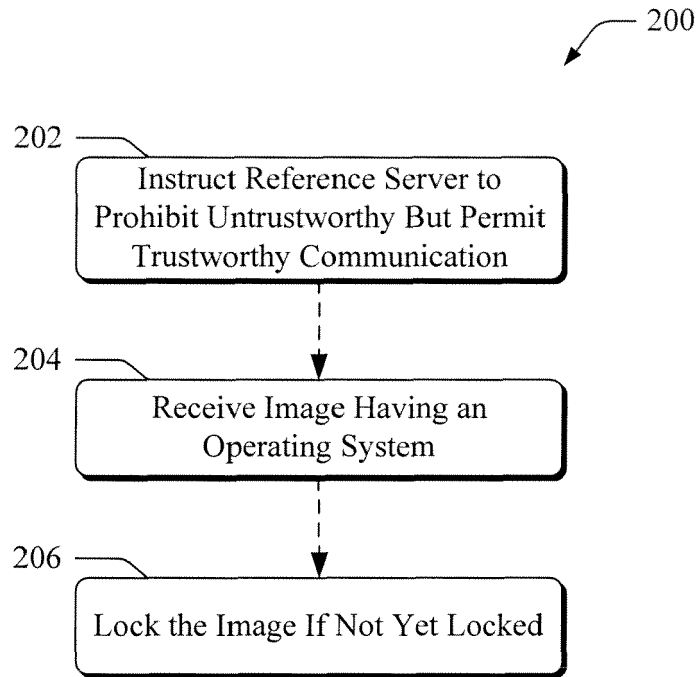 200
202
Instruct Reference Server to
Prohibit Untrustworthy But Permit
Trustworthy Communication
204
Receive Image Having an
Operating System
206
Lock the Image If Not Yet Locked